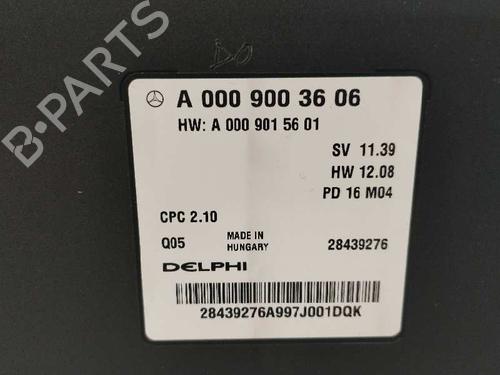 B-PARTS
DO
A 000 900 36 06
HW: A 000 901 56 01
SV 11.39
HW 12.08
PD 16 M04
CPC 2.10
Q05 MADE IN HUNGARY 28439276
DELPHI
28439276A997J001DQK